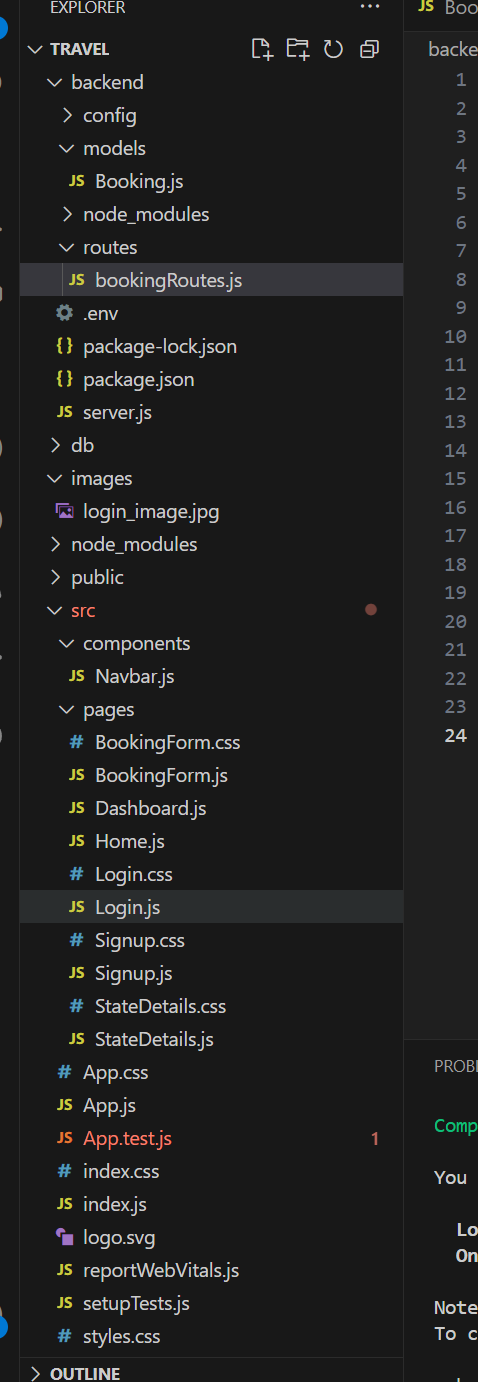 EXPLORER
JS Boo
TRAVEL
backe
backend
config
models
JS Booking.js
node_modules
routes
JS bookingRoutes.js
.env
{} package-lock.json
{} package.json
JS server.js
db
images
login_image.jpg
node_modules
public
src
components
JS Navbar.js
pages
# BookingForm.css
JS BookingForm.js
JS Dashboard.js
JS Home.js
# Login.css
JS Login.js
# Signup.css
JS Signup.js
# StateDetails.css
JS StateDetails.js
# App.css
JS App.js
JS App.test.js 1
# index.css
JS index.js
logo.svg
JS reportWebVitals.js
JS setupTests.js
# styles.css
OUTLINE
1
2
3
4
5
6
7
8
9
10
11
12
13
14
15
16
17
18
19
20
21
22
23
24
PROBL
Comp
You
Lo
On
Note
To c